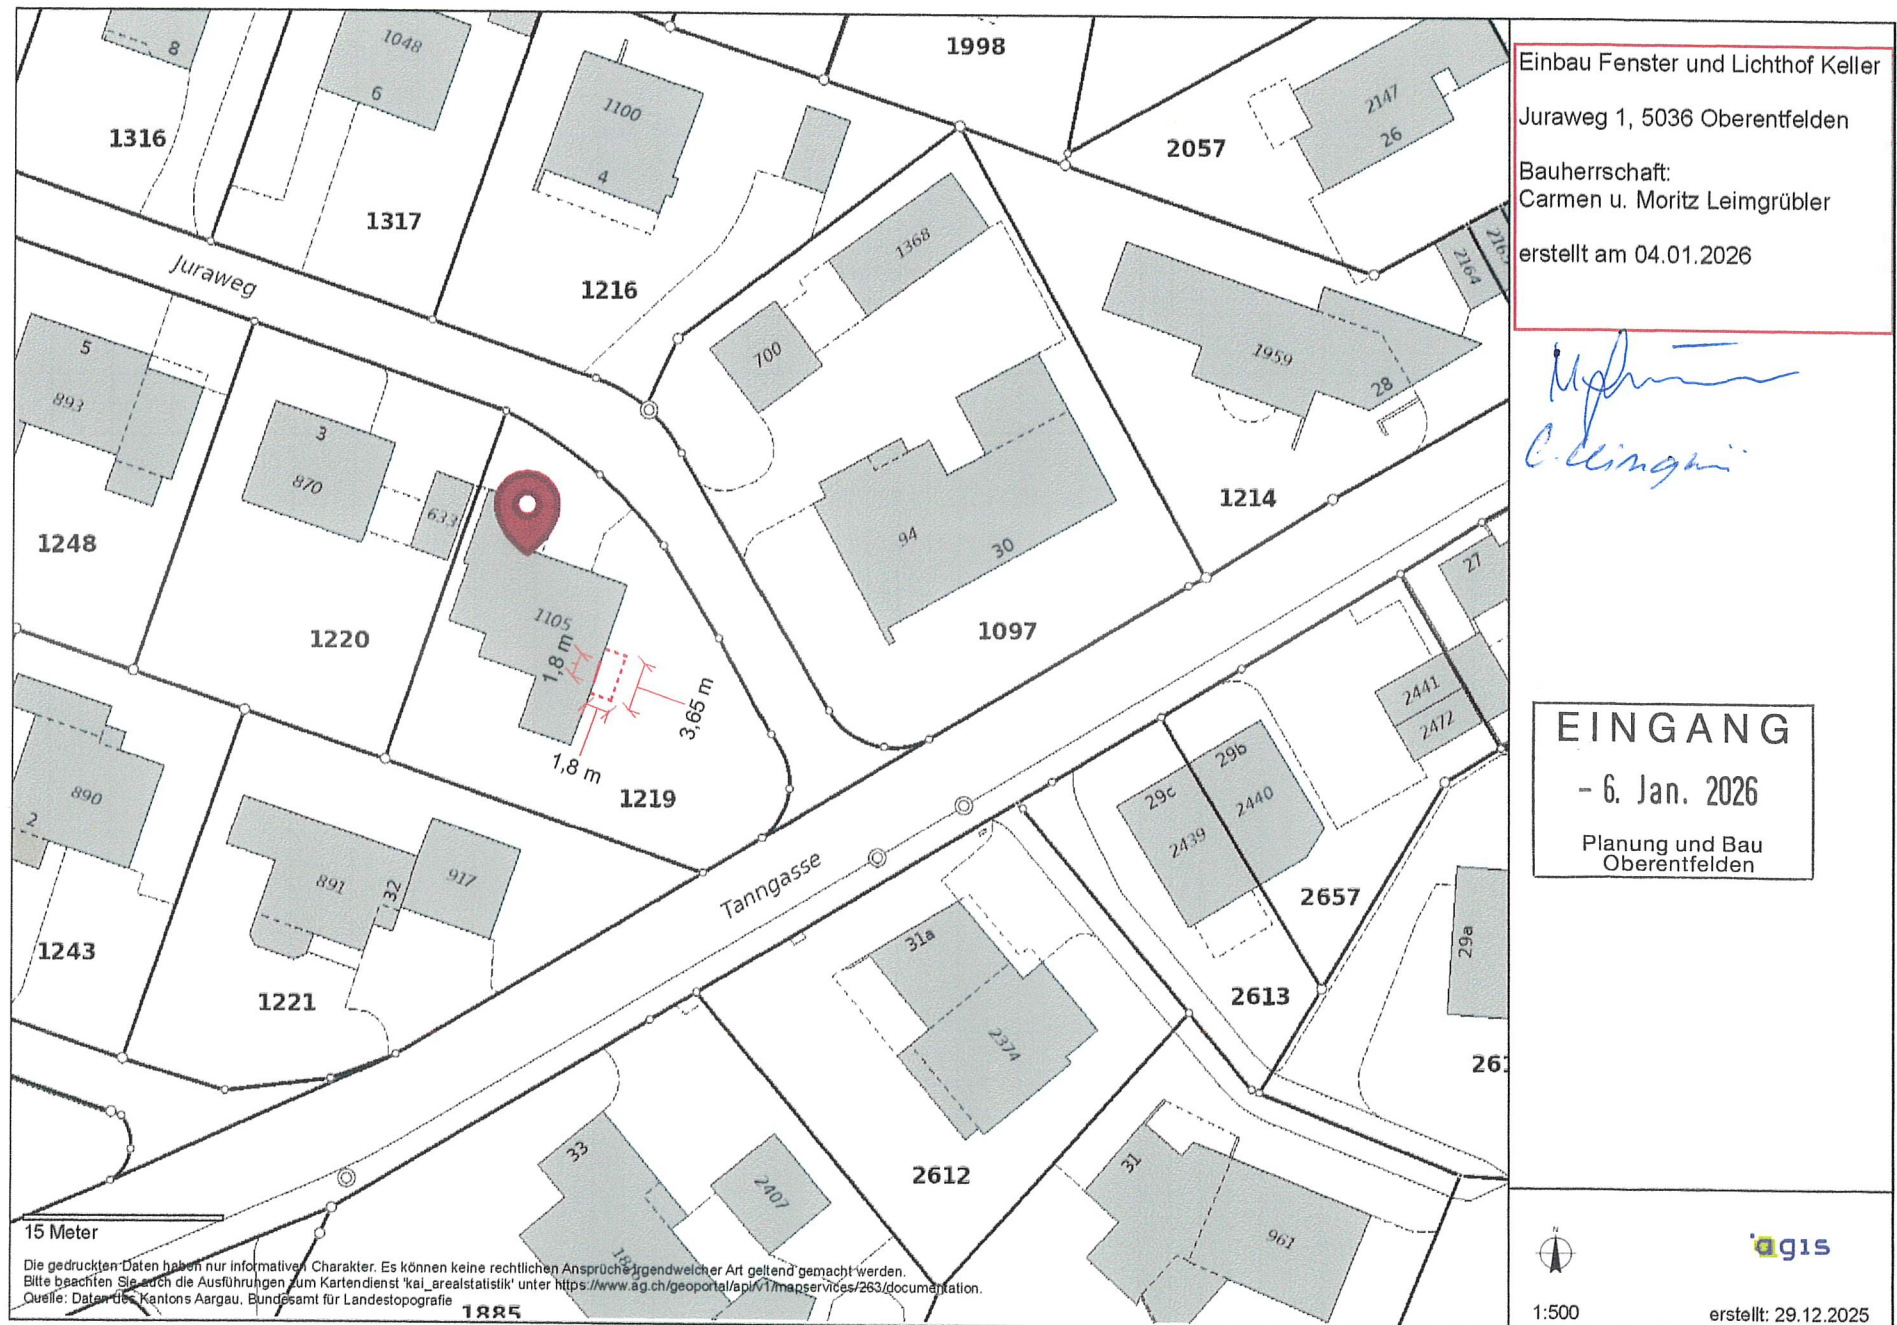 Einbau Fenster und Lichthof Keller
Juraweg 1, 5036 Oberentfelden
Bauherrschaft:
Carmen u. Moritz Leimgrübler
erstellt am 04.01.2026
EINGANG
- 6. Jan. 2026
Planung und Bau
Oberentfelden
agis
1:500
erstellt: 29.12.2025
8
1048
6
1316
1317
1100
4
1216
1998
2057
2147
26
2164
Juraweg
1368
700
1959
28
1214
5
893
3
870
633
1248
1220
1105
1,8 m
3,65 m
1,8 m
1219
94
30
1097
27
2441
2472
29b
29c
2440
2439
2657
2613
29a
890
2
891
32
917
1243
1221
Tanngasse
31a
2374
2612
33
2407
31
961
1885
N
15 Meter
Die gedruckten Daten haben nur informativen Charakter. Es können keine rechtlichen Ansprüche irgendwelcher Art geltend gemacht werden.
Bitte beachten Sie auch die Ausführungen zum Kartendienst 'kai_arealstatistik' unter https://www.ag.ch/geoportal/api/v1/mapservices/263/documentation.
Quelle: Daten des Kantons Aargau, Bundesamt für Landestopografie